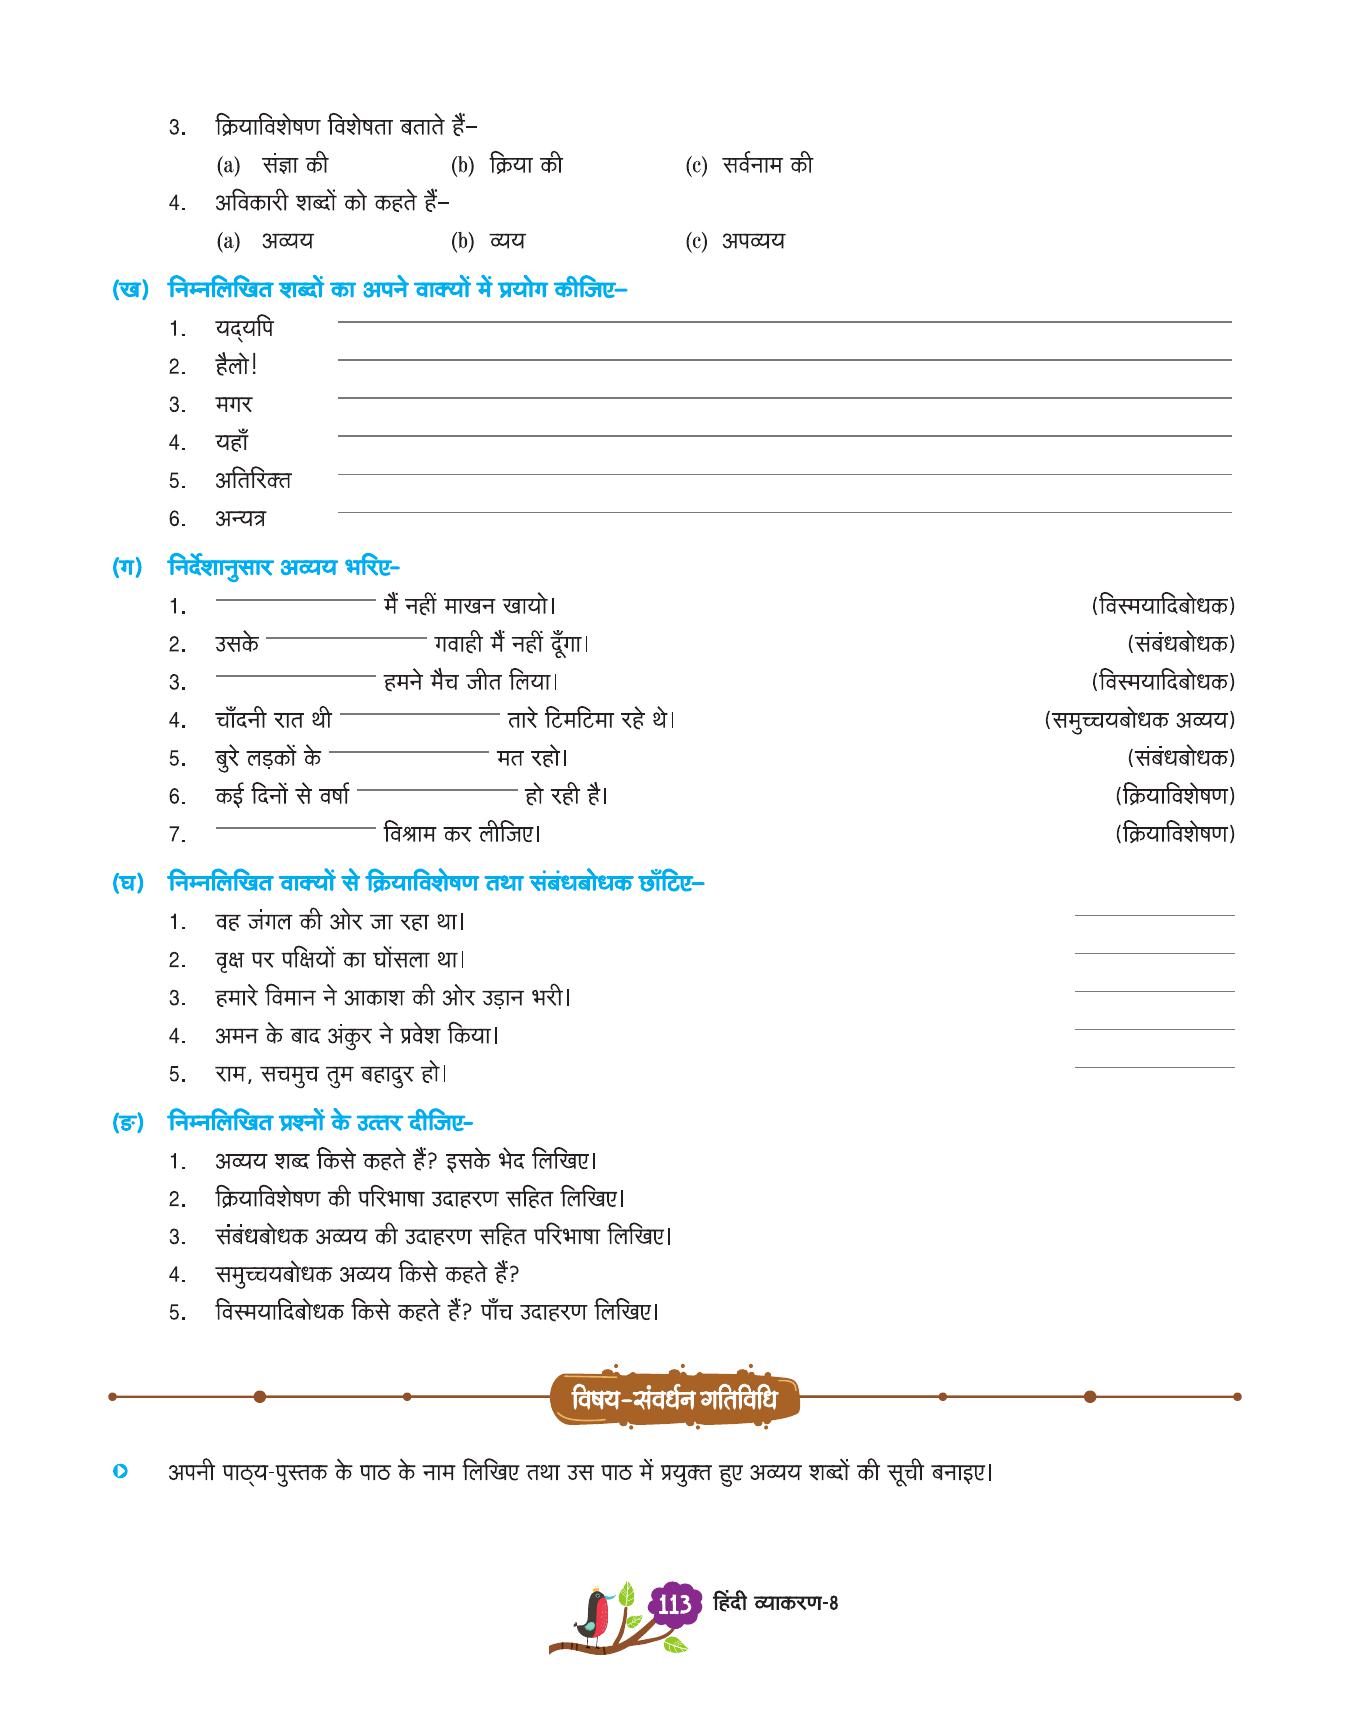 3. क्रियाविशेषण विशेषता बताते हैं–
(a) संज्ञा की (b) क्रिया की (c) सर्वनाम की
4. अविकारी शब्दों को कहते हैं–
(a) अव्यय (b) व्यय (c) अपव्यय
(ख) निम्नलिखित शब्दों का अपने वाक्यों में प्रयोग कीजिए–
1. यद्‌यपि
2. हैलो!
3. मगर
4. यहाँ
5. अतिरिक्त
6. अन्यत्र
(ग) निर्देशानुसार अव्यय भरिए–
1. ______ मैं नहीं माखन खायो। (विस्मयादिबोधक)
2. उसके ______ गवाही मैं नहीं दूँगा। (संबंधबोधक)
3. ______ हमने मैच जीत लिया। (विस्मयादिबोधक)
4. चाँदनी रात थी ______ तारे टिमटिमा रहे थे। (समुच्चयबोधक अव्यय)
5. बुरे लड़कों के ______ मत रहो। (संबंधबोधक)
6. कई दिनों से वर्षा ______ हो रही है। (क्रियाविशेषण)
7. ______ विश्राम कर लीजिए। (क्रियाविशेषण)
(घ) निम्नलिखित वाक्यों से क्रियाविशेषण तथा संबंधबोधक छाँटिए–
1. वह जंगल की ओर जा रहा था।
2. वृक्ष पर पक्षियों का घोंसला था।
3. हमारे विमान ने आकाश की ओर उड़ान भरी।
4. अमन के बाद अंकुर ने प्रवेश किया।
5. राम, सचमुच तुम बहादुर हो।
(ङ) निम्नलिखित प्रश्नों के उत्तर दीजिए–
1. अव्यय शब्द किसे कहते हैं? इसके भेद लिखिए।
2. क्रियाविशेषण की परिभाषा उदाहरण सहित लिखिए।
3. संबंधबोधक अव्यय की उदाहरण सहित परिभाषा लिखिए।
4. समुच्चयबोधक अव्यय किसे कहते हैं?
5. विस्मयादिबोधक किसे कहते हैं? पाँच उदाहरण लिखिए।
विषय-संवर्धन गतिविधि
अपनी पाठ्‌य-पुस्तक के पाठ के नाम लिखिए तथा उस पाठ में प्रयुक्त हुए अव्यय शब्दों की सूची बनाइए।
113 हिंदी व्याकरण-8